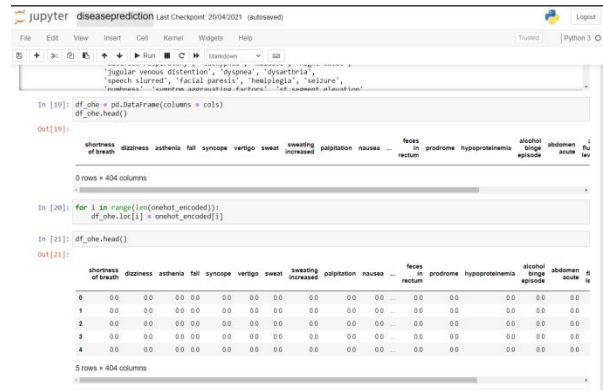 jupyter diseaseprediction Last Checkpoint: 20/04/2021 (autosaved)
Logout
File Edit View Insert Cell Kernel Widgets Help
Trusted Python 3
Run Markdown
'jugular venous distention', 'dyspnea', 'dysarthria',
'speech slurred', 'facial paresis', 'hemiplegia', 'seizure',
'numbness', 'symptom aggravating factors', 'st segment elevation'
In [19]: df_ohe = pd.DataFrame(columns = cols)
df_ohe.head()
Out[19]:
shortness of breath dizziness asthenia fall syncope vertigo sweat sweating increased palpitation nausea ... feces in rectum prodrome hypoproteinemia alcohol binge episode abdomen acute
0 rows × 404 columns
In [20]: for i in range(len(onehot_encoded)):
df_ohe.loc[i] = onehot_encoded[i]
In [21]: df_ohe.head()
Out[21]:
shortness of breath dizziness asthenia fall syncope vertigo sweat sweating increased palpitation nausea ... feces in rectum prodrome hypoproteinemia alcohol binge episode abdomen acute
0 0.0 0.0 0.0 0.0 0.0 0.0 0.0 0.0 0.0 0.0 ... 0.0 0.0 0.0 0.0 0.0
1 0.0 0.0 0.0 0.0 0.0 0.0 0.0 0.0 0.0 0.0 ... 0.0 0.0 0.0 0.0 0.0
2 0.0 0.0 0.0 0.0 0.0 0.0 0.0 0.0 0.0 0.0 ... 0.0 0.0 0.0 0.0 0.0
3 0.0 0.0 0.0 0.0 0.0 0.0 0.0 0.0 0.0 0.0 ... 0.0 0.0 0.0 0.0 0.0
4 0.0 0.0 0.0 0.0 0.0 0.0 0.0 0.0 0.0 0.0 ... 0.0 0.0 0.0 0.0 0.0
5 rows × 404 columns